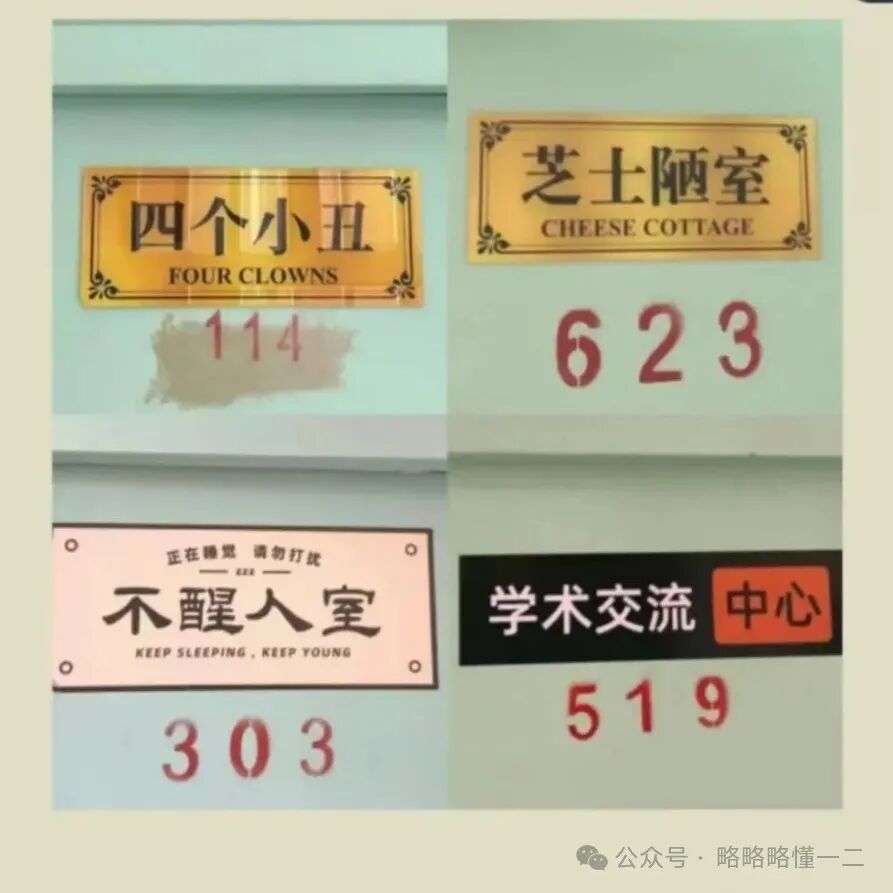 四个小丑
FOUR CLOWNS
114
芝士陋室
CHEESE COTTAGE
623
正在睡觉 请勿打扰
zzz
不醒人室
KEEP SLEEPING , KEEP YOUNG
303
学术交流 中心
519
公众号 · 略略略懂一二